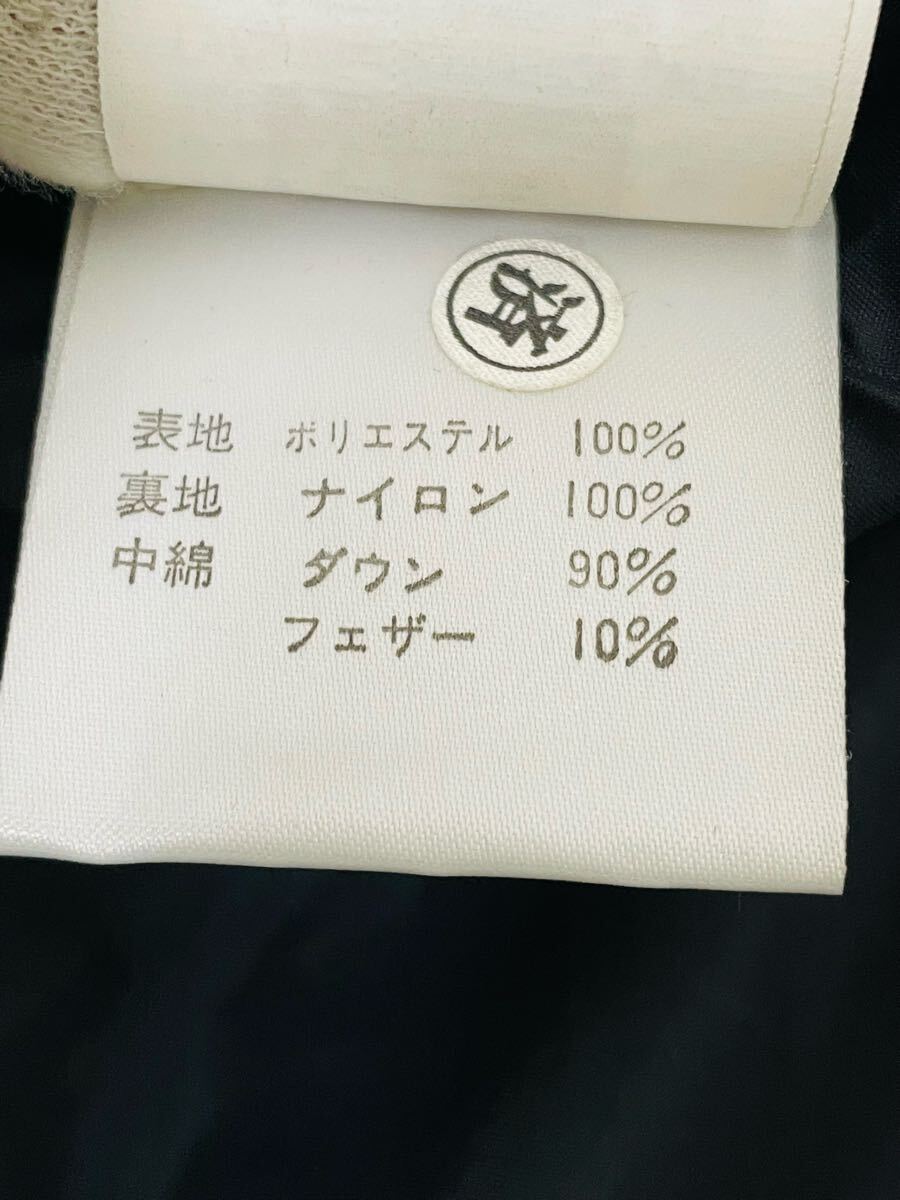 済
表地 ポリエステル 100%
裏地 ナイロン 100%
中綿 ダウン 90%
フェザー 10%